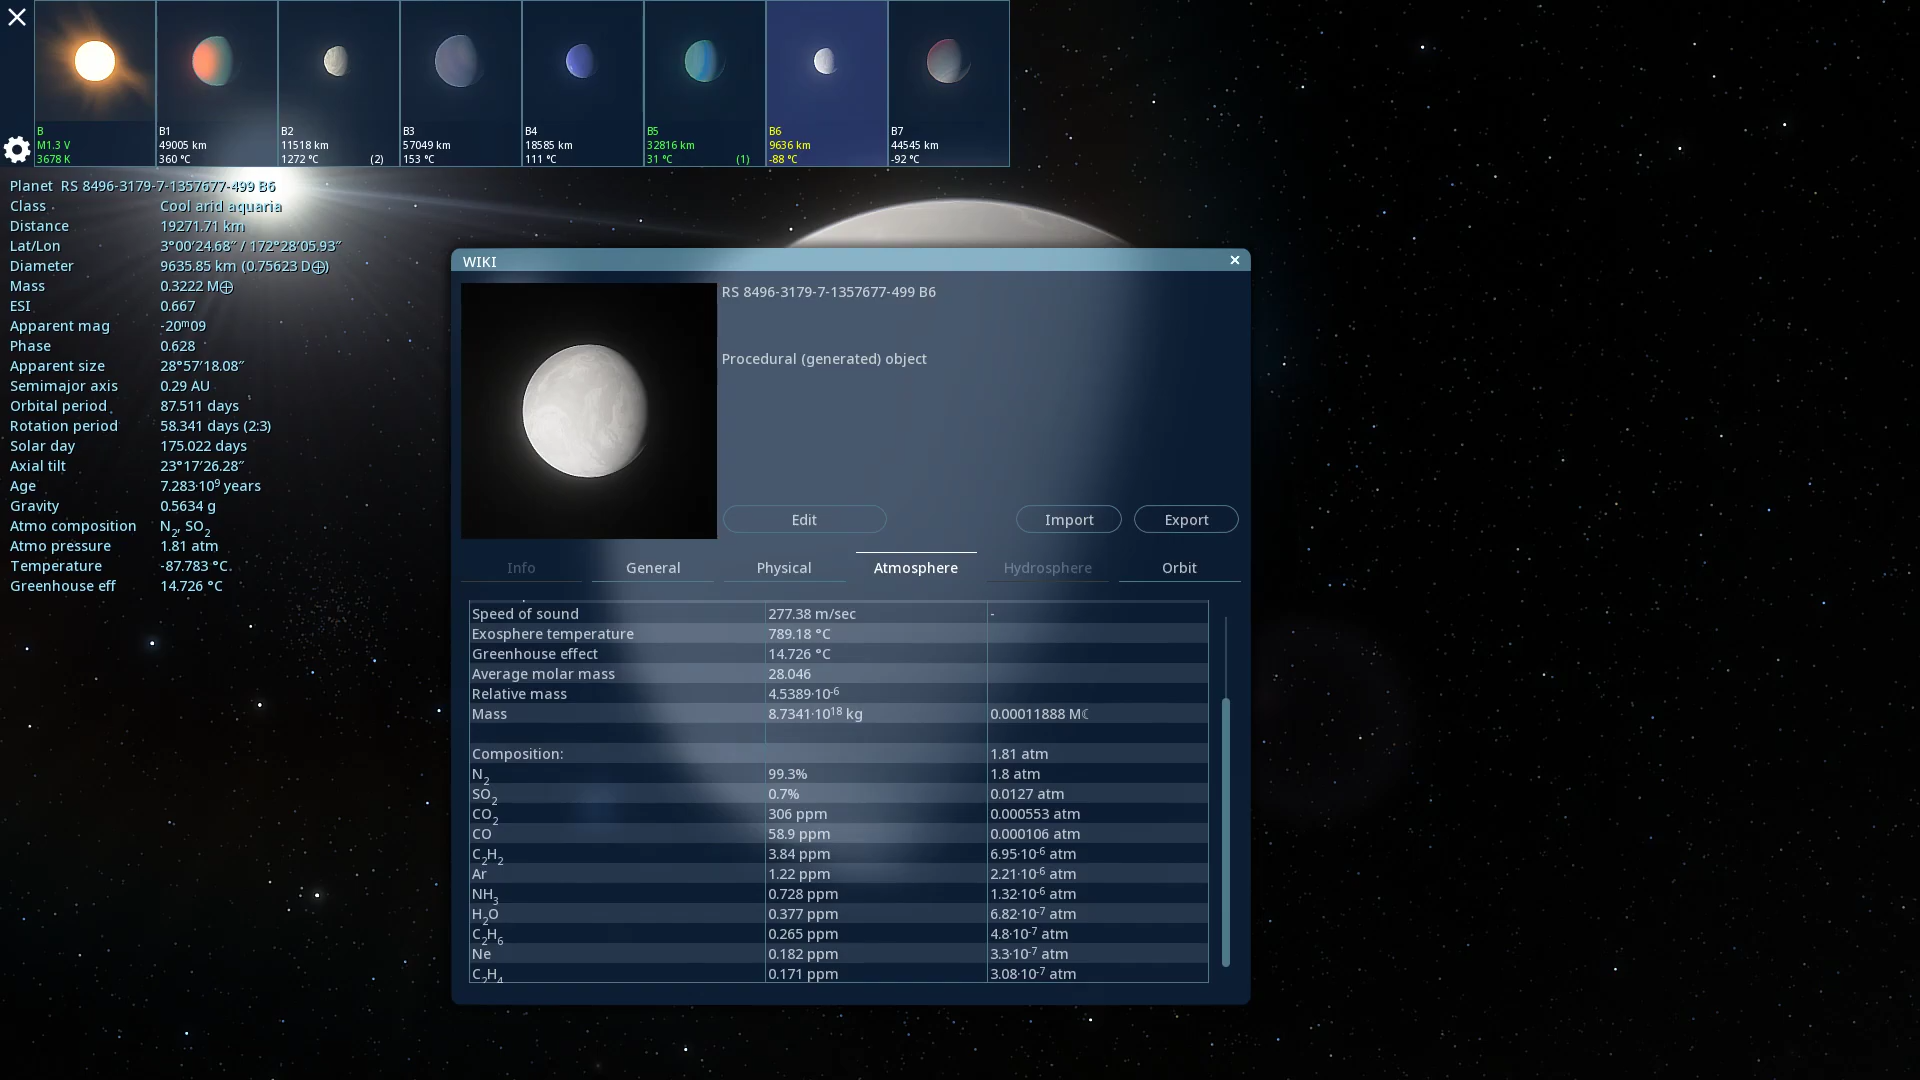 B
M1.3 V
3678 K
B1
49005 km
360 °C
B2
11518 km
1272 °C (2)
B3
57049 km
153 °C
B4
18585 km
111 °C
B5
32816 km
31 °C (1)
B6
9636 km
-88 °C
B7
44545 km
-92 °C
Planet RS 8496-3179-7-1357677-499 B6
Class Cool arid aquaria
Distance 19271.71 km
Lat/Lon 3°00′24.68″ / 172°28′05.93″
Diameter 9635.85 km (0.75623 D⊕)
Mass 0.3222 M⊕
ESI 0.667
Apparent mag -20ᵐ09
Phase 0.628
Apparent size 28°57′18.08″
Semimajor axis 0.29 AU
Orbital period 87.511 days
Rotation period 58.341 days (2:3)
Solar day 175.022 days
Axial tilt 23°17′26.28″
Age 7.283·10⁹ years
Gravity 0.5634 g
Atmo composition N₂, SO₂
Atmo pressure 1.81 atm
Temperature -87.783 °C
Greenhouse eff 14.726 °C
WIKI
RS 8496-3179-7-1357677-499 B6
Procedural (generated) object
Edit Import Export
Info General Physical Atmosphere Hydrosphere Orbit
Speed of sound 277.38 m/sec -
Exosphere temperature 789.18 °C
Greenhouse effect 14.726 °C
Average molar mass 28.046
Relative mass 4.5389·10⁻⁶
Mass 8.7341·10¹⁸ kg 0.00011888 M☾
Composition: 1.81 atm
N₂ 99.3% 1.8 atm
SO₂ 0.7% 0.0127 atm
CO₂ 306 ppm 0.000553 atm
CO 58.9 ppm 0.000106 atm
C₂H₂ 3.84 ppm 6.95·10⁻⁶ atm
Ar 1.22 ppm 2.21·10⁻⁶ atm
NH₃ 0.728 ppm 1.32·10⁻⁶ atm
H₂O 0.377 ppm 6.82·10⁻⁷ atm
C₂H₆ 0.265 ppm 4.8·10⁻⁷ atm
Ne 0.182 ppm 3.3·10⁻⁷ atm
C₂H₄ 0.171 ppm 3.08·10⁻⁷ atm